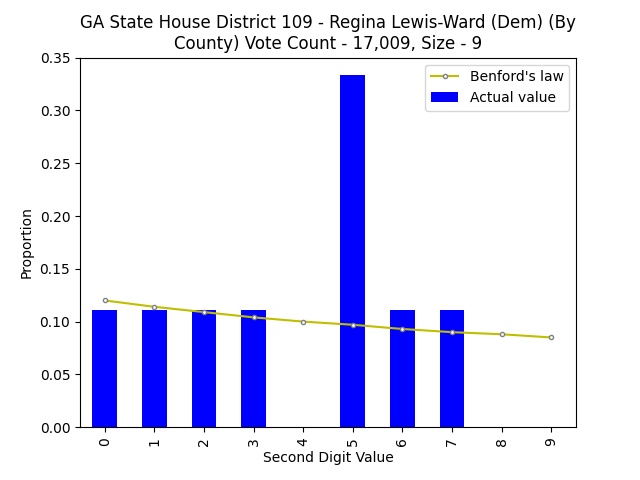 GA State House District 109 - Regina Lewis-Ward (Dem) (By
County) Vote Count - 17,009, Size - 9
Benford's law
Actual value
Proportion
0.35
0.30
0.25
0.20
0.15
0.10
0.05
0.00
0 1 2 3 4 5 6 7 8 9
Second Digit Value